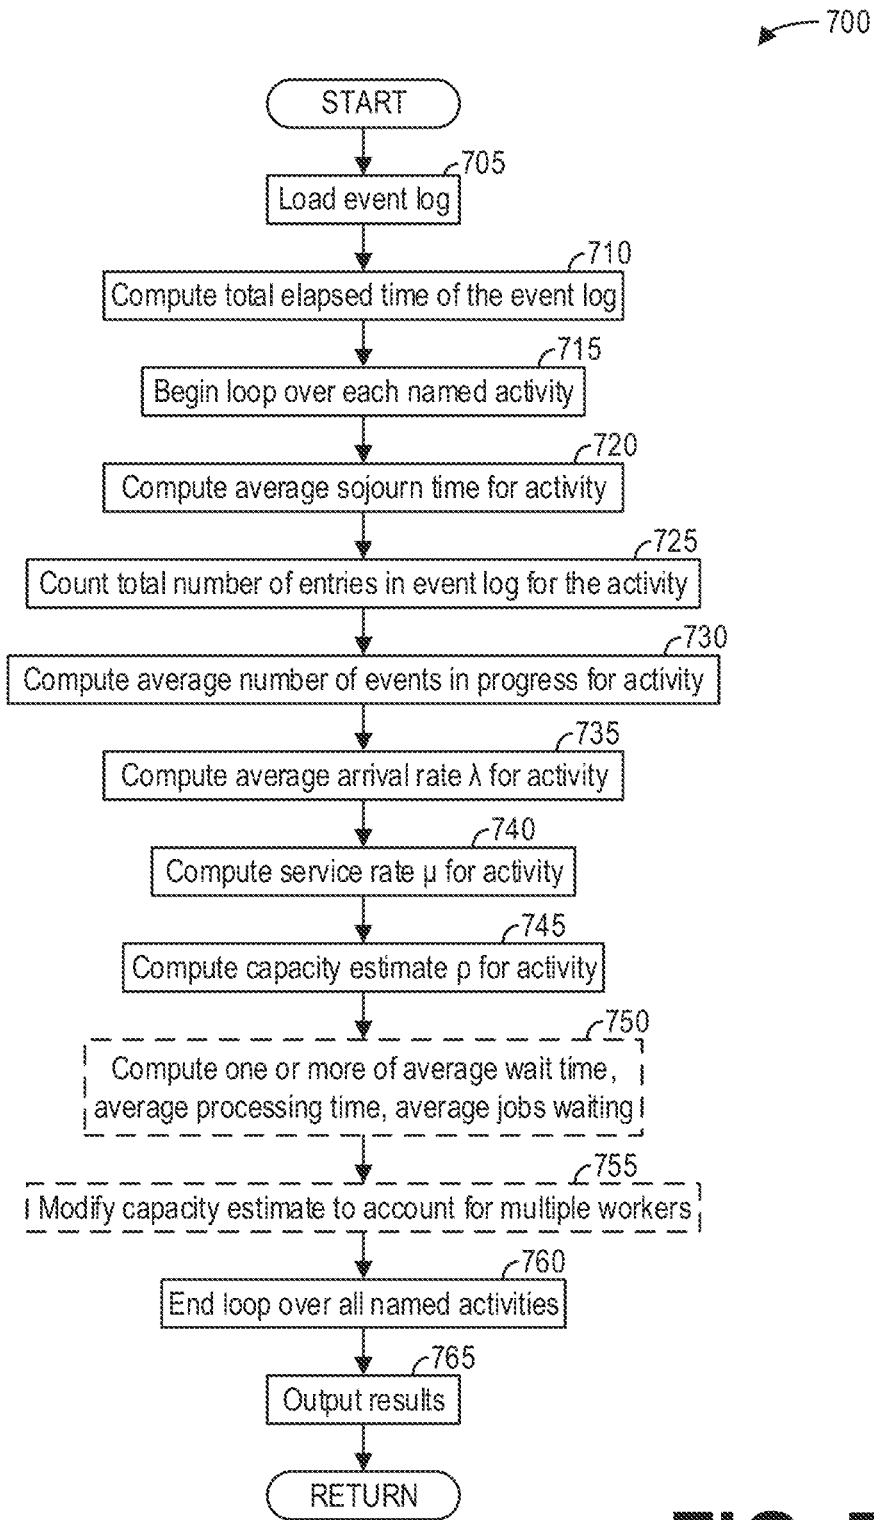 700
START
705
Load event log
710
Compute total elapsed time of the event log
715
Begin loop over each named activity
720
Compute average sojourn time for activity
725
Count total number of entries in event log for the activity
730
Compute average number of events in progress for activity
735
Compute average arrival rate λ for activity
740
Compute service rate μ for activity
745
Compute capacity estimate ρ for activity
750
Compute one or more of average wait time,
average processing time, average jobs waiting
755
Modify capacity estimate to account for multiple workers
760
End loop over all named activities
765
Output results
RETURN